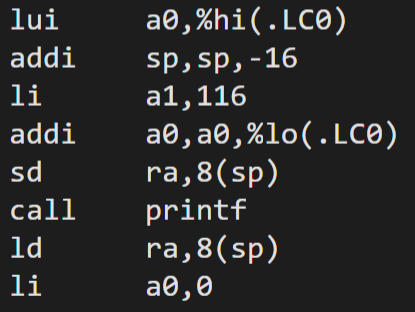 lui a0,%hi(.LC0)
addi sp,sp,-16
li a1,116
addi a0,a0,%lo(.LC0)
sd ra,8(sp)
call printf
ld ra,8(sp)
li a0,0